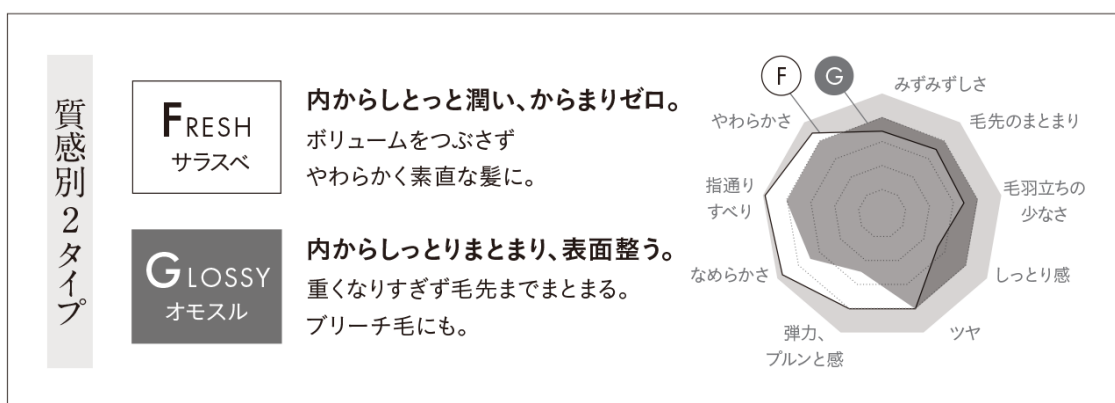 質感別2タイプ
FRESH
サラスベ
内からしとっと潤い、からまりゼロ。
ボリュームをつぶさず
やわらかく素直な髪に。
GLOSSY
オモスル
内からしっとりまとまり、表面整う。
重くなりすぎず毛先までまとまる。
ブリーチ毛にも。
F
G
みずみずしさ
毛先のまとまり
毛羽立ちの
少なさ
しっとり感
ツヤ
弾力、
プルンと感
なめらかさ
指通り
すべり
やわらかさ